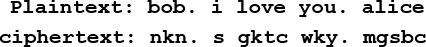 Plaintext: bob. i love you. alice
ciphertext: nkn. s gktc wky. mgsbc